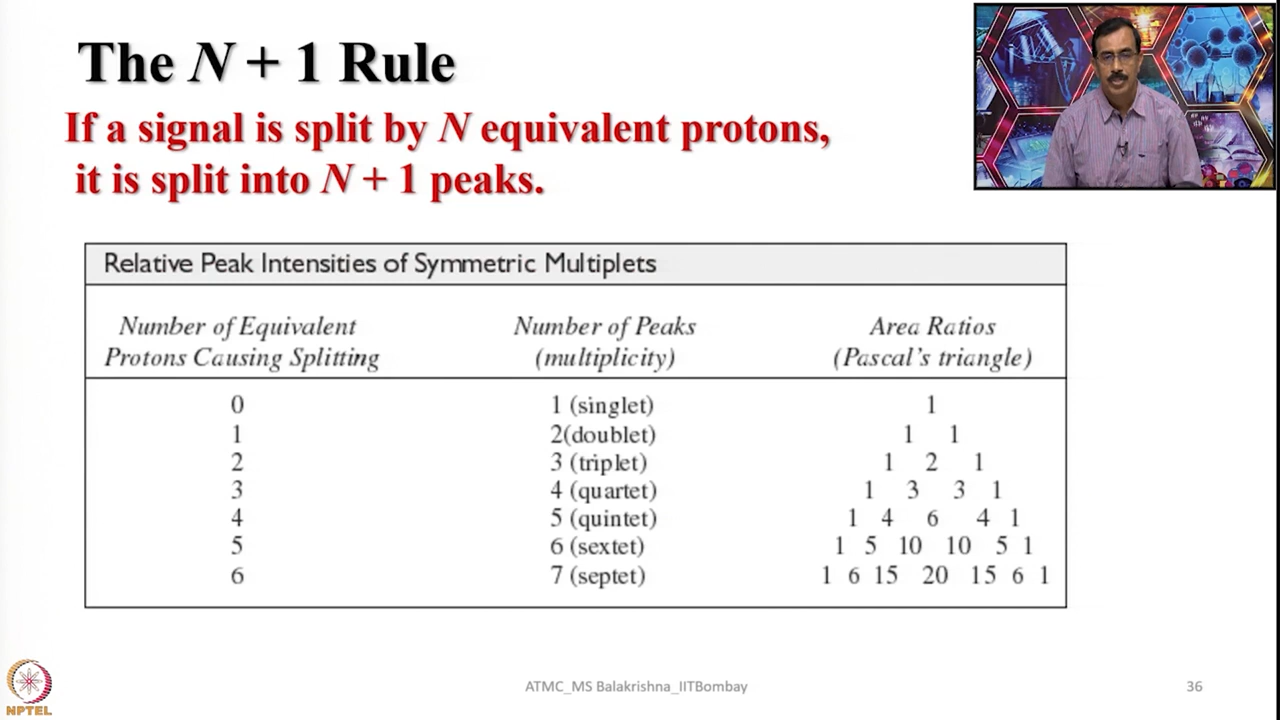 The N + 1 Rule
If a signal is split by N equivalent protons,
it is split into N + 1 peaks.
Relative Peak Intensities of Symmetric Multiplets
Number of Equivalent Protons Causing Splitting
Number of Peaks (multiplicity)
Area Ratios (Pascal's triangle)
0 1 (singlet) 1
1 2(doublet) 1 1
2 3 (triplet) 1 2 1
3 4 (quartet) 1 3 3 1
4 5 (quintet) 1 4 6 4 1
5 6 (sextet) 1 5 10 10 5 1
6 7 (septet) 1 6 15 20 15 6 1
NPTEL
ATMC_MS Balakrishna_IITBombay
36